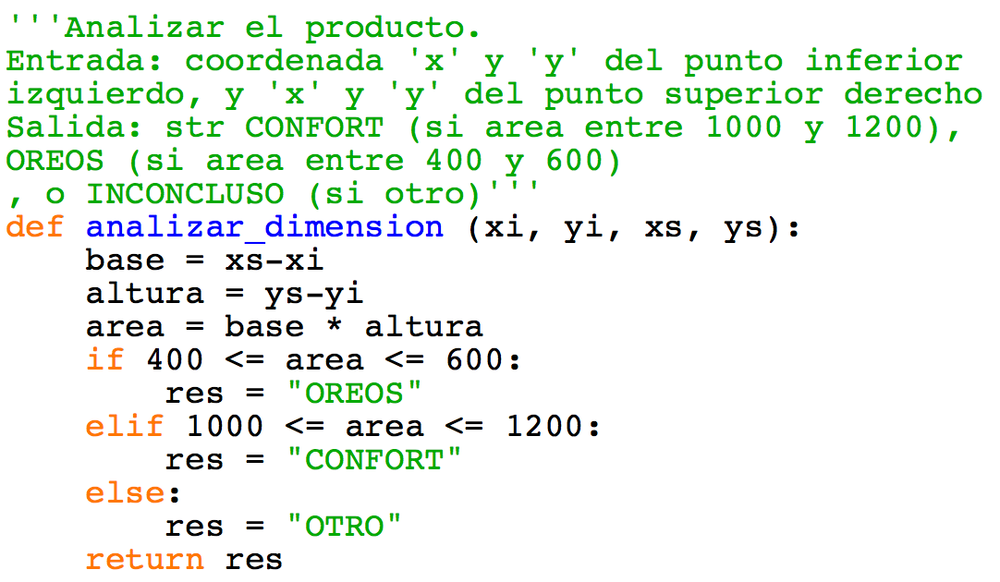 '''Analizar el producto.
Entrada: coordenada 'x' y 'y' del punto inferior
izquierdo, y 'x' y 'y' del punto superior derecho
Salida: str CONFORT (si area entre 1000 y 1200),
OREOS (si area entre 400 y 600)
, o INCONCLUSO (si otro)'''
def analizar_dimension (xi, yi, xs, ys):
    base = xs-xi
    altura = ys-yi
    area = base * altura
    if 400 <= area <= 600:
        res = "OREOS"
    elif 1000 <= area <= 1200:
        res = "CONFORT"
    else:
        res = "OTRO"
    return res